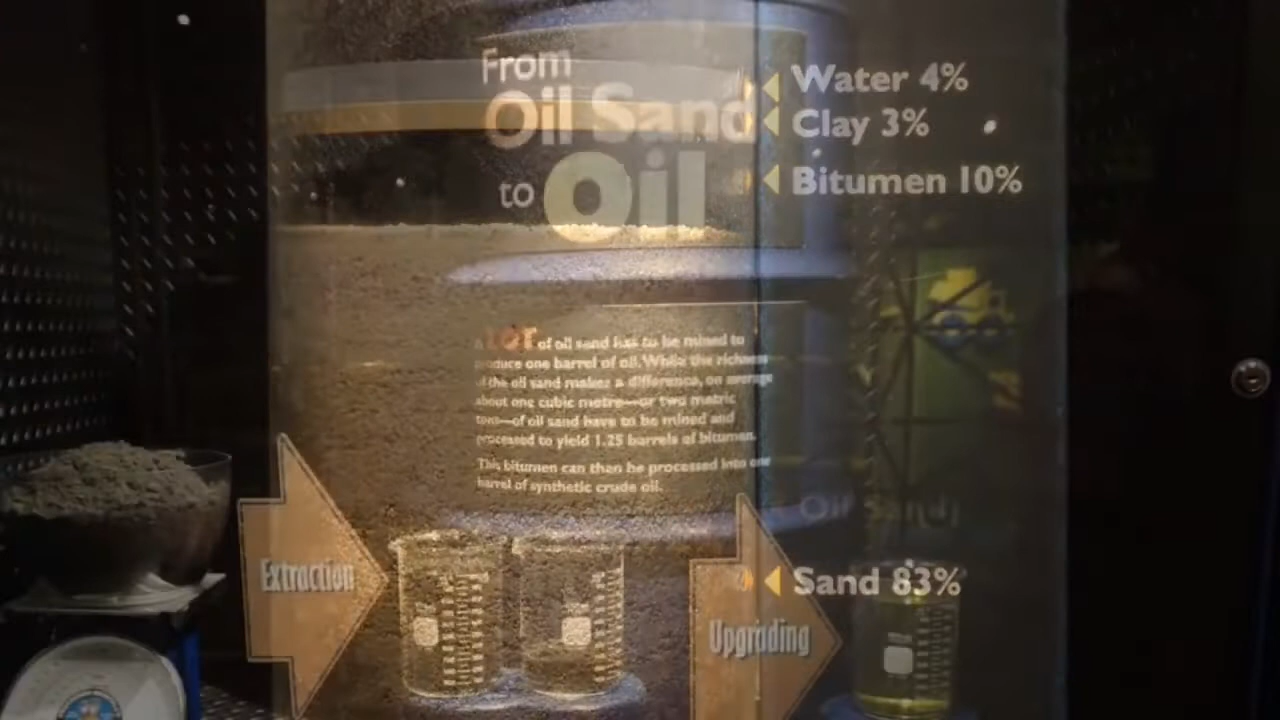 From
Oil Sand
to Oil
Water 4%
Clay 3%
Bitumen 10%
A LOT of oil sand has to be mined to
produce one barrel of oil. While the richness
of the oil sand makes a difference, on average
about one cubic metre—or two metric
tons—of oil sand have to be mined and
processed to yield 1.25 barrels of bitumen.
This bitumen can then be processed into one
barrel of synthetic crude oil.
Oil Sand
Extraction
Sand 83%
Upgrading